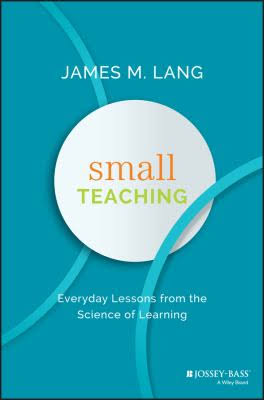 JAMES M. LANG
small
TEACHING
Everyday Lessons from the
Science of Learning
JOSSEY-BASS
A Wiley Brand